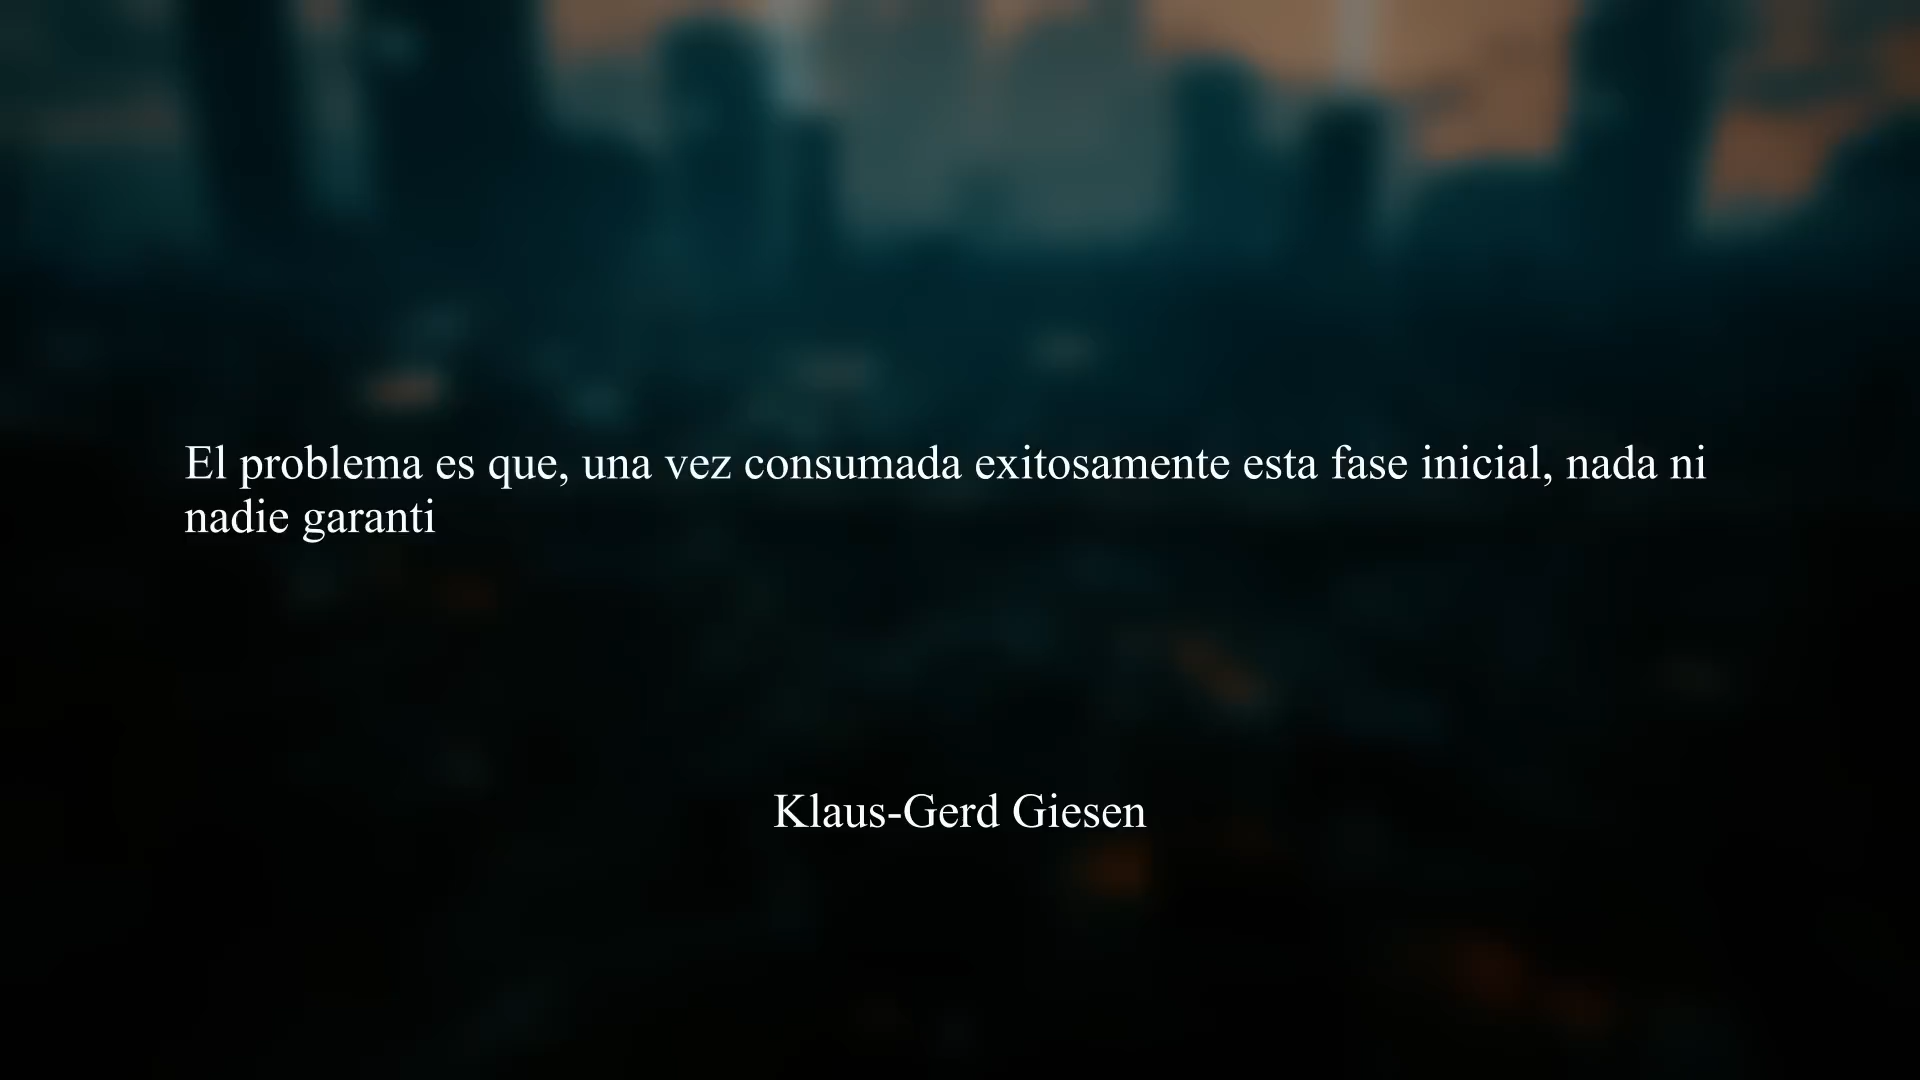 El problema es que, una vez consumada exitosamente esta fase inicial, nada ni
nadie garanti
Klaus-Gerd Giesen